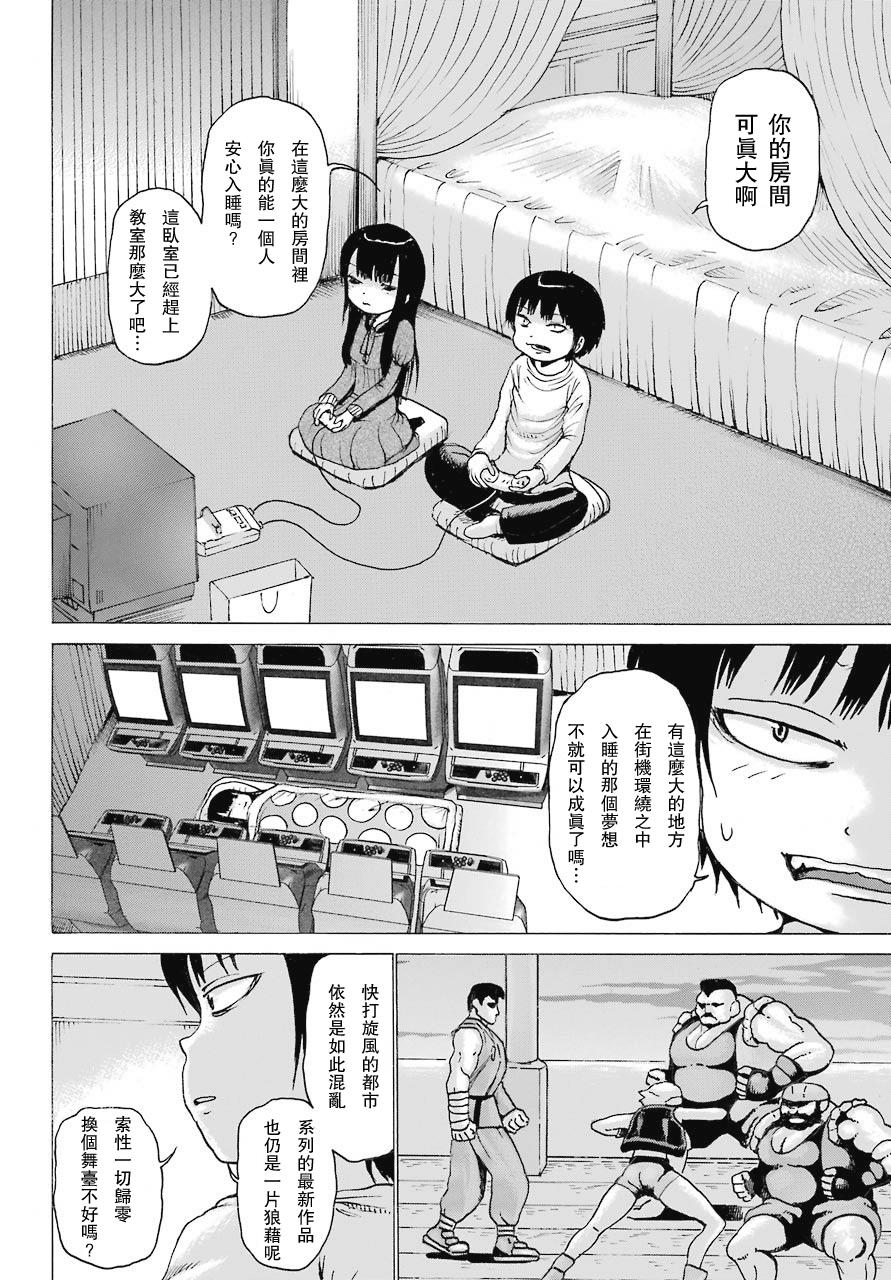 你的房間
可眞大啊
在這麼大的房間裡
你眞的能一個人
安心入睡嗎？
這臥室已經趕上
教室那麼大了吧…
有這麼大的地方
在街機環繞之中
入睡的那個夢想
不就可以成眞了嗎…
快打旋風的都市
依然是如此混亂
系列的最新作品
也仍是一片狼藉呢
索性一切歸零
換個舞臺不好嗎？